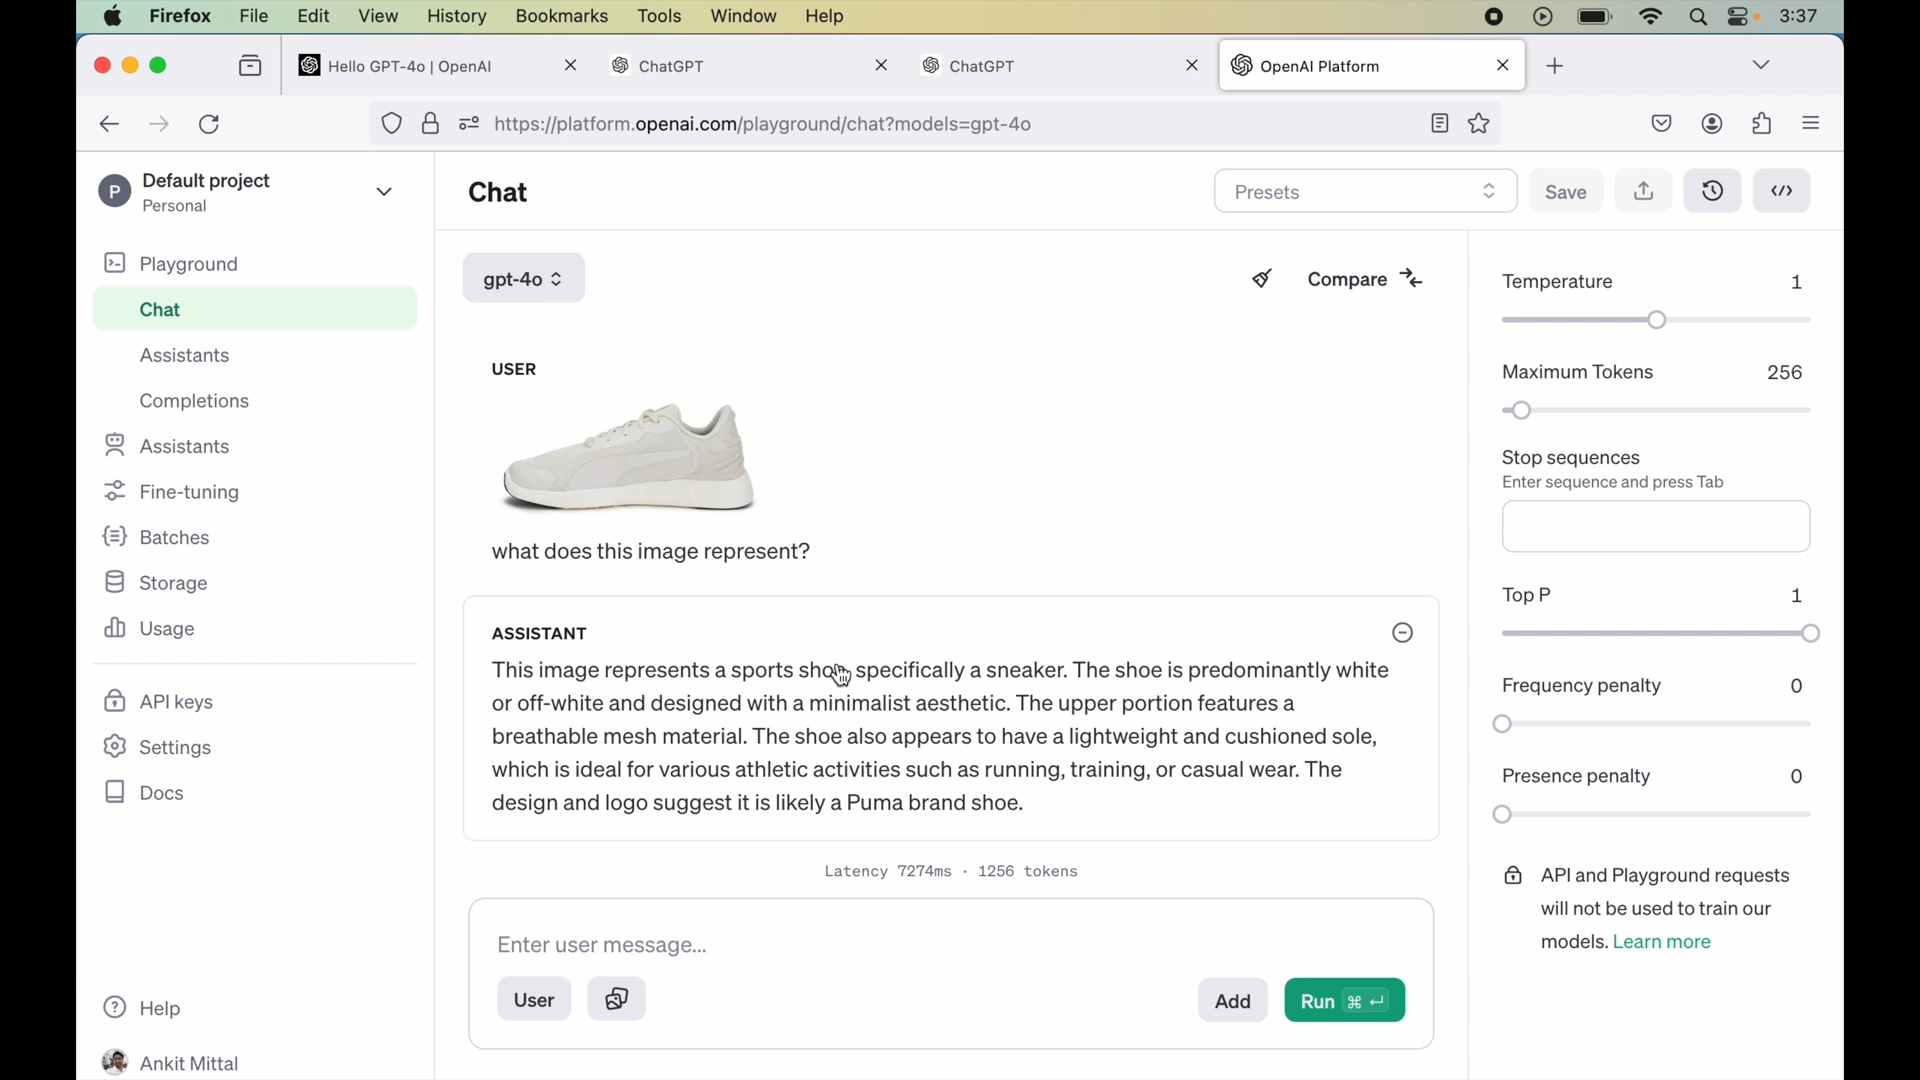 Firefox File Edit View History Bookmarks Tools Window Help 3:37
Hello GPT-4o | OpenAI ChatGPT ChatGPT OpenAI Platform
https://platform.openai.com/playground/chat?models=gpt-4o
P Default project
Personal
Playground
Chat
Assistants
Completions
Assistants
Fine-tuning
Batches
Storage
Usage
API keys
Settings
Docs
Help
Ankit Mittal
Chat
Presets
Save
gpt-4o
Compare
USER
what does this image represent?
ASSISTANT
This image represents a sports specifically a sneaker. The shoe is predominantly white
or off-white and designed with a minimalist aesthetic. The upper portion features a
breathable mesh material. The shoe also appears to have a lightweight and cushioned sole,
which is ideal for various athletic activities such as running, training, or casual wear. The
design and logo suggest it is likely a Puma brand shoe.
Latency 7274ms · 1256 tokens
Enter user message...
User
Add
Run ⌘ ↵
Temperature 1
Maximum Tokens 256
Stop sequences
Enter sequence and press Tab
Top P 1
Frequency penalty 0
Presence penalty 0
API and Playground requests
will not be used to train our
models. Learn more